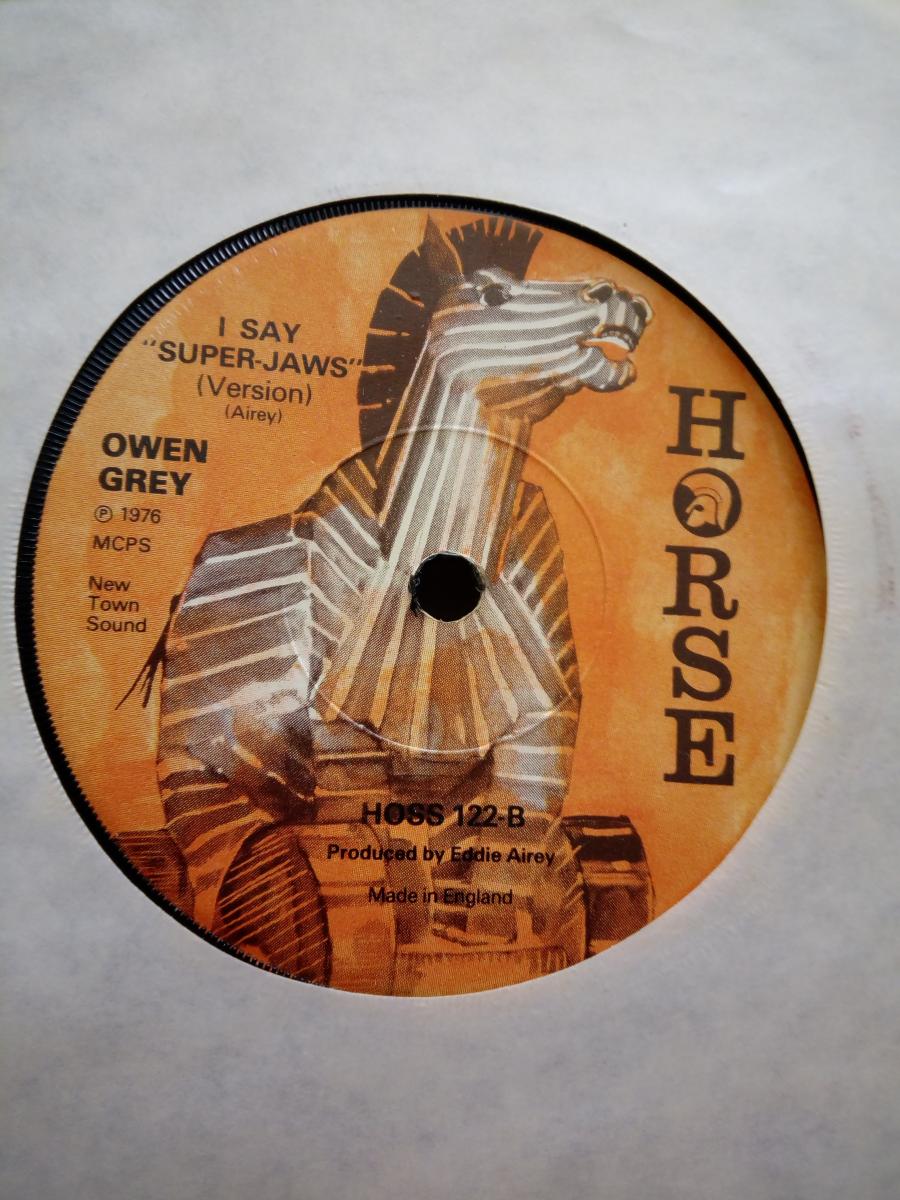 I SAY
"SUPER-JAWS"
(Version)
(Airey)
OWEN
GREY
℗ 1976
MCPS
New
Town
Sound
HORSE
HOSS 122-B
Produced by Eddie Airey
Made in England